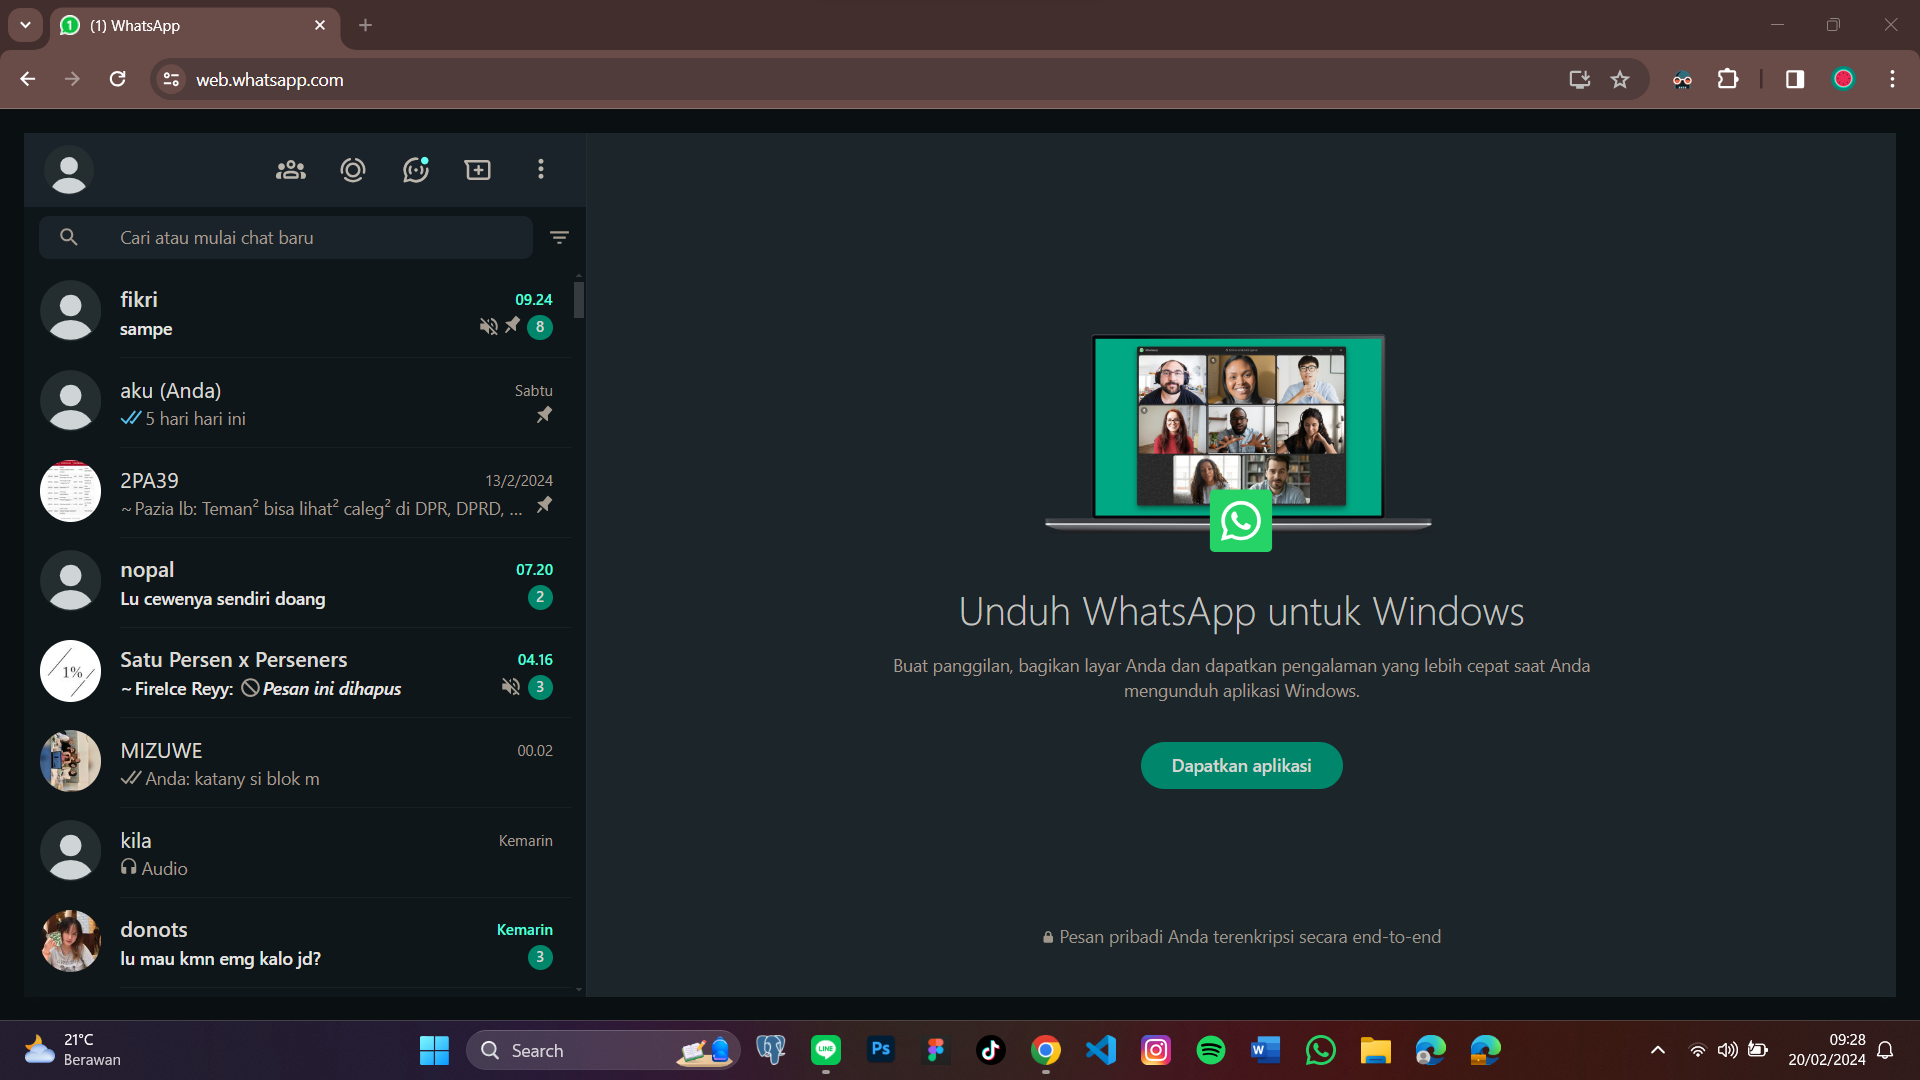 (1) WhatsApp
web.whatsapp.com
Cari atau mulai chat baru
fikri
09.24
sampe
8
aku (Anda)
Sabtu
5 hari hari ini
2PA39
13/2/2024
~ Pazia lb: Teman² bisa lihat² caleg² di DPR, DPRD, ...
nopal
07.20
Lu cewenya sendiri doang
2
1%
Satu Persen x Perseners
04.16
~ FireIce Reyy: Pesan ini dihapus
3
MIZUWE
00.02
Anda: katany si blok m
kila
Kemarin
Audio
donots
Kemarin
lu mau kmn emg kalo jd?
3
Unduh WhatsApp untuk Windows
Buat panggilan, bagikan layar Anda dan dapatkan pengalaman yang lebih cepat saat Anda
mengunduh aplikasi Windows.
Dapatkan aplikasi
Pesan pribadi Anda terenkripsi secara end-to-end
21°C
Berawan
Search
LINE
Ps
W
09:28
20/02/2024